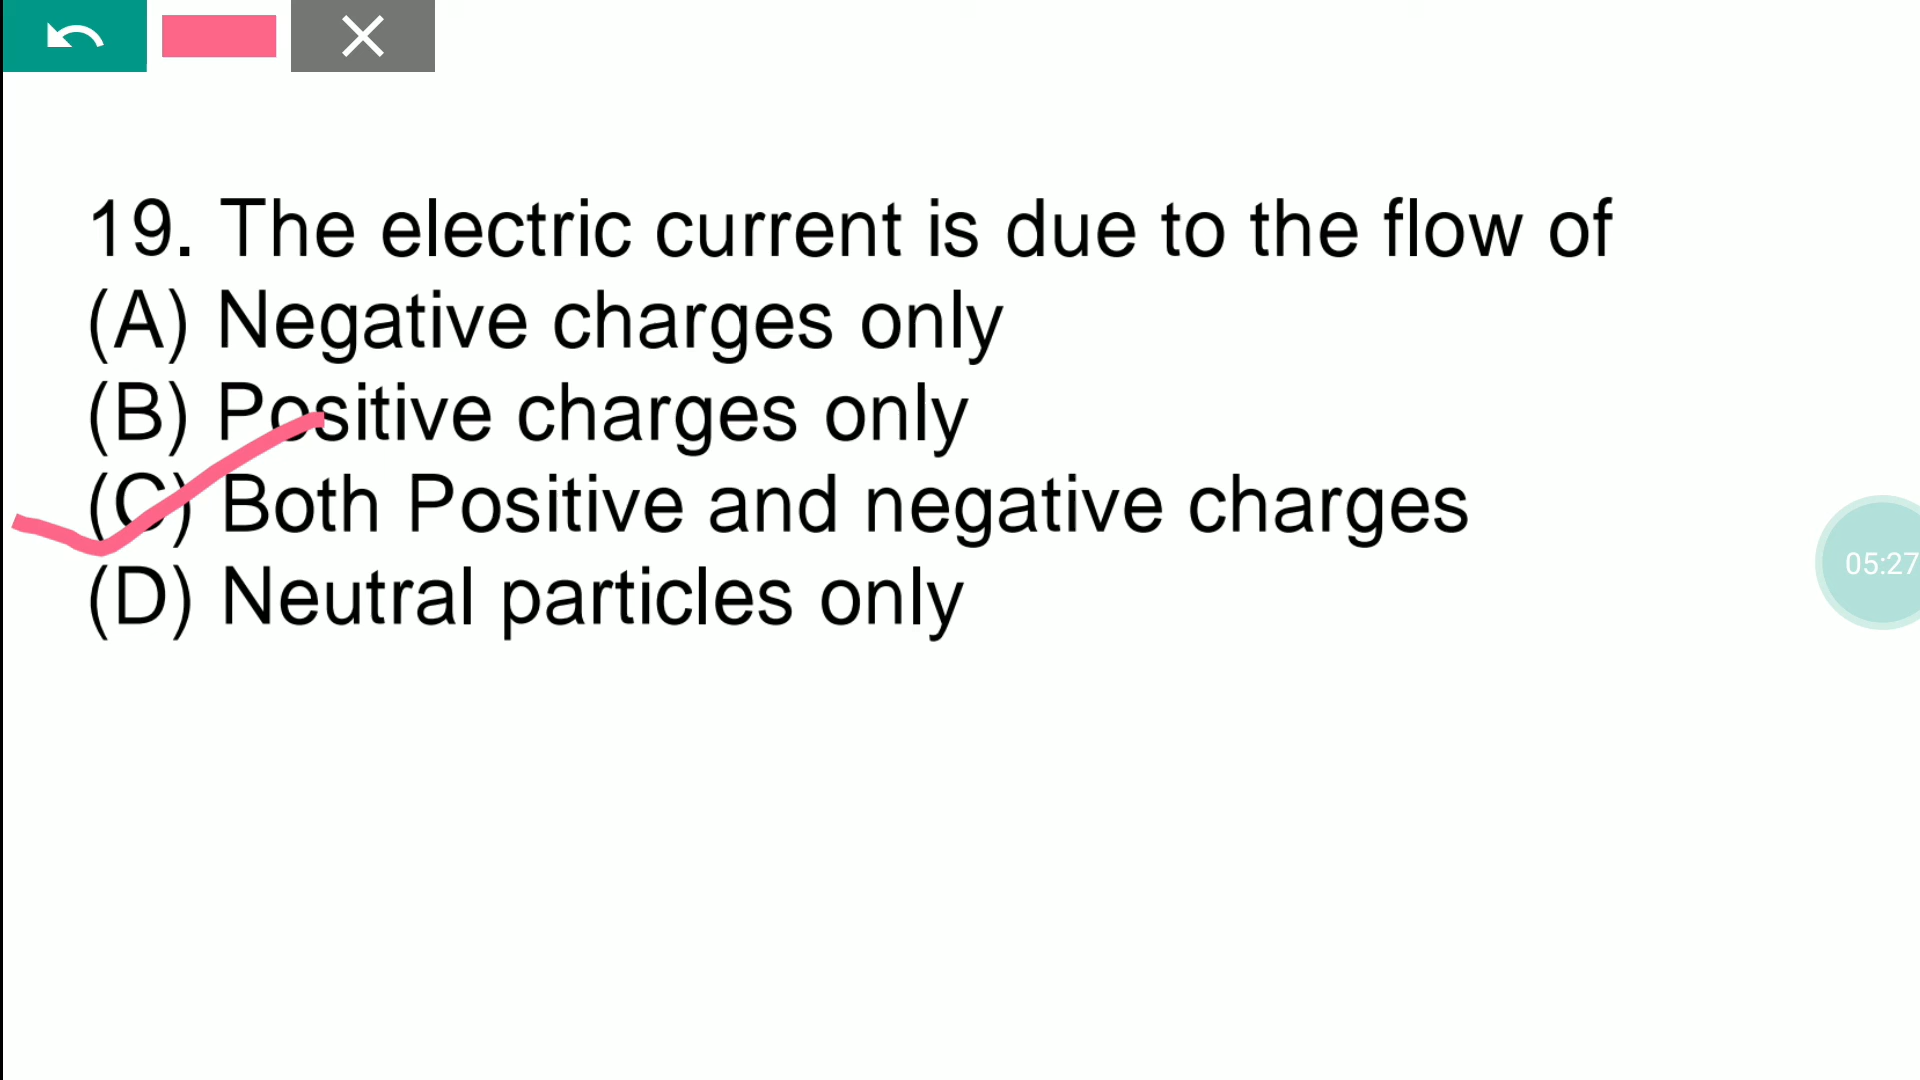 19. The electric current is due to the flow of
(A) Negative charges only
(B) Positive charges only
(C) Both Positive and negative charges
05:27
(D) Neutral particles only